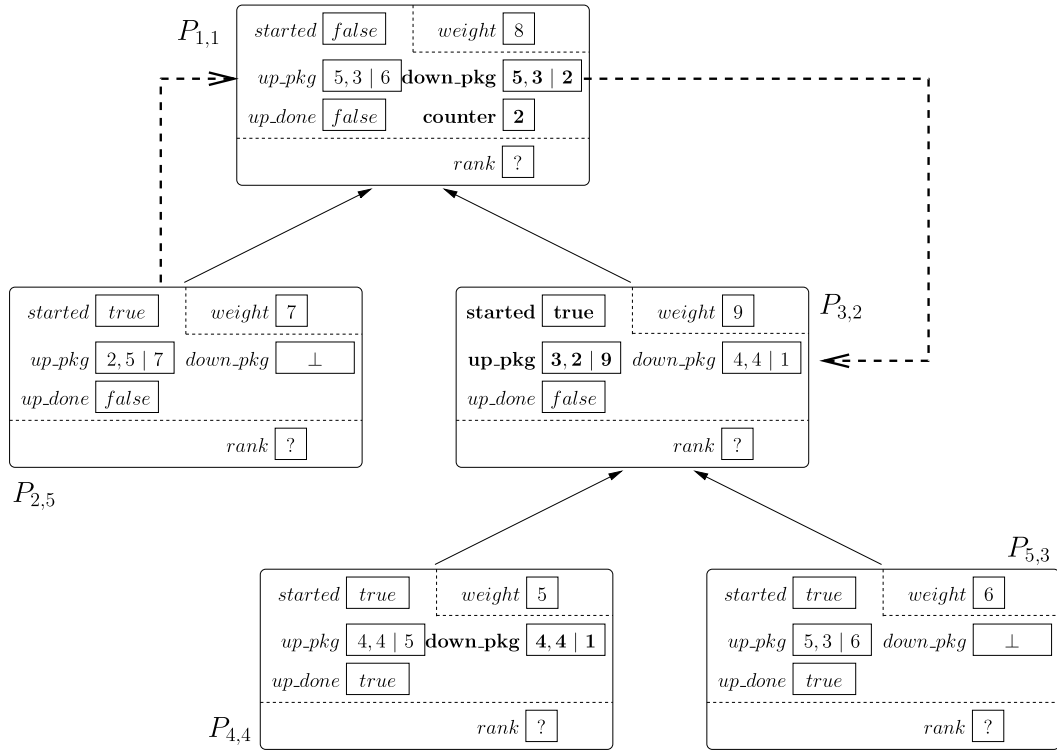 P1,1
started false weight 8
up_pkg 5, 3 | 6 down_pkg 5, 3 | 2
up_done false counter 2
rank ?
started true weight 7
up_pkg 2, 5 | 7 down_pkg ⊥
up_done false
rank ?
P2,5
P3,2
started true weight 9
up_pkg 3, 2 | 9 down_pkg 4, 4 | 1
up_done false
rank ?
started true weight 5
up_pkg 4, 4 | 5 down_pkg 4, 4 | 1
up_done true
rank ?
P4,4
P5,3
started true weight 6
up_pkg 5, 3 | 6 down_pkg ⊥
up_done true
rank ?